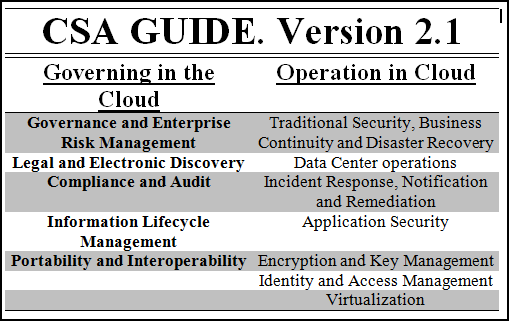 CSA GUIDE. Version 2.1
Governing in the Cloud
Operation in Cloud
Governance and Enterprise Risk Management
Traditional Security, Business Continuity and Disaster Recovery
Legal and Electronic Discovery
Data Center operations
Compliance and Audit
Incident Response, Notification and Remediation
Information Lifecycle Management
Application Security
Portability and Interoperability
Encryption and Key Management
Identity and Access Management
Virtualization